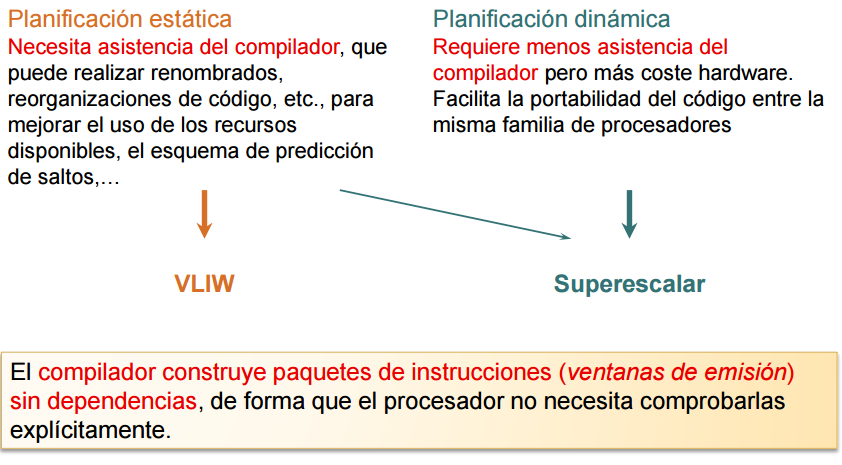 Planificación estática
Necesita asistencia del compilador, que
puede realizar renombrados,
reorganizaciones de código, etc., para
mejorar el uso de los recursos
disponibles, el esquema de predicción
de saltos,...
Planificación dinámica
Requiere menos asistencia del
compilador pero más coste hardware.
Facilita la portabilidad del código entre la
misma familia de procesadores
VLIW
Superescalar
El compilador construye paquetes de instrucciones (ventanas de emisión)
sin dependencias, de forma que el procesador no necesita comprobarlas
explícitamente.